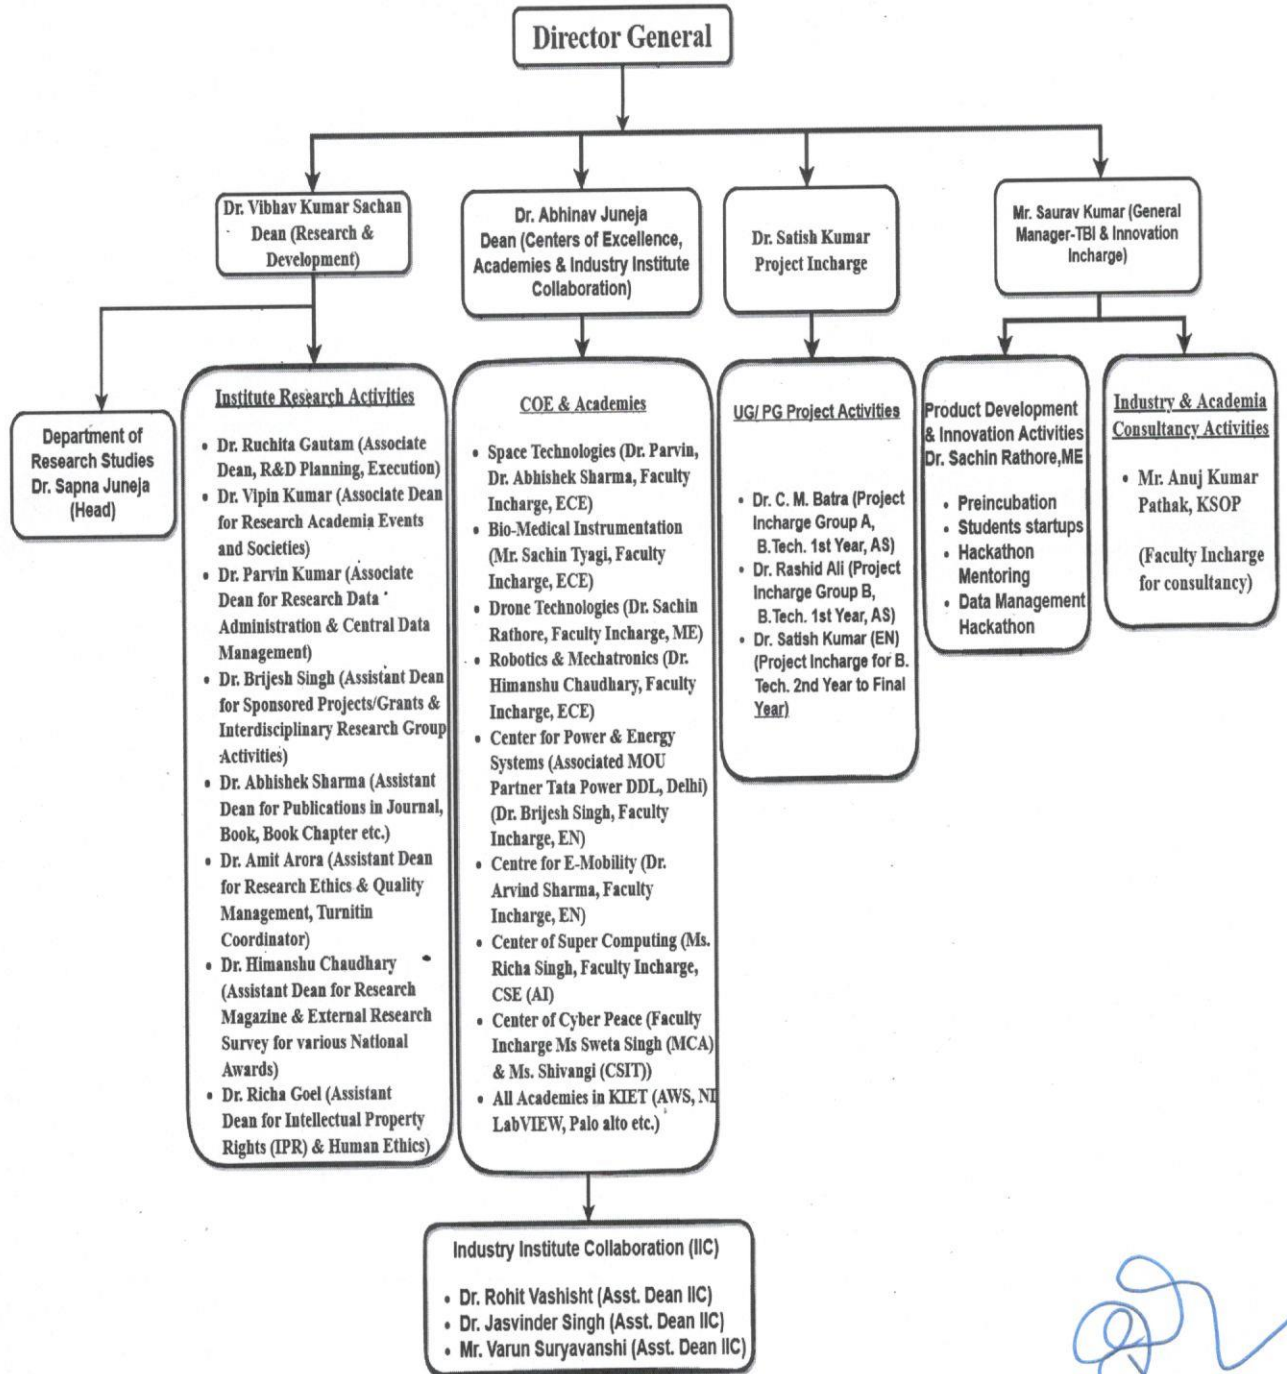 Director General
Dr. Vibhav Kumar Sachan
Dean (Research &
Development)
Dr. Abhinav Juneja
Dean (Centers of Excellence,
Academies & Industry Institute
Collaboration)
Dr. Satish Kumar
Project Incharge
Mr. Saurav Kumar (General
Manager-TBI & Innovation
Incharge)
Department of
Research Studies
Dr. Sapna Juneja
(Head)
Institute Research Activities
• Dr. Ruchita Gautam (Associate
Dean, R&D Planning, Execution)
• Dr. Vipin Kumar (Associate Dean
for Research Academia Events
and Societies)
• Dr. Parvin Kumar (Associate
Dean for Research Data
Administration & Central Data
Management)
• Dr. Brijesh Singh (Assistant Dean
for Sponsored Projects/Grants &
Interdisciplinary Research Group
Activities)
• Dr. Abhishek Sharma (Assistant
Dean for Publications in Journal,
Book, Book Chapter etc.)
• Dr. Amit Arora (Assistant Dean
for Research Ethics & Quality
Management, Turnitin
Coordinator)
• Dr. Himanshu Chaudhary
(Assistant Dean for Research
Magazine & External Research
Survey for various National
Awards)
• Dr. Richa Goel (Assistant
Dean for Intellectual Property
Rights (IPR) & Human Ethics)
COE & Academies
• Space Technologies (Dr. Parvin,
Dr. Abhishek Sharma, Faculty
Incharge, ECE)
• Bio-Medical Instrumentation
(Mr. Sachin Tyagi, Faculty
Incharge, ECE)
• Drone Technologies (Dr. Sachin
Rathore, Faculty Incharge, ME)
• Robotics & Mechatronics (Dr.
Himanshu Chaudhary, Faculty
Incharge, ECE)
• Center for Power & Energy
Systems (Associated MOU
Partner Tata Power DDL, Delhi)
(Dr. Brijesh Singh, Faculty
Incharge, EN)
• Centre for E-Mobility (Dr.
Arvind Sharma, Faculty
Incharge, EN)
• Center of Super Computing (Ms.
Richa Singh, Faculty Incharge,
CSE (AI)
• Center of Cyber Peace (Faculty
Incharge Ms Sweta Singh (MCA)
& Ms. Shivangi (CSIT))
• All Academies in KIET (AWS, NI
LabVIEW, Palo alto etc.)
UG/ PG Project Activities
• Dr. C. M. Batra (Project
Incharge Group A,
B.Tech. 1st Year, AS)
• Dr. Rashid Ali (Project
Incharge Group B,
B.Tech. 1st Year, AS)
• Dr. Satish Kumar (EN)
(Project Incharge for B.
Tech. 2nd Year to Final
Year)
Product Development
& Innovation Activities
Dr. Sachin Rathore,ME
• Preincubation
• Students startups
• Hackathon
Mentoring
• Data Management
Hackathon
Industry & Academia
Consultancy Activities
• Mr. Anuj Kumar
Pathak, KSOP
(Faculty Incharge
for consultancy)
Industry Institute Collaboration (IIC)
• Dr. Rohit Vashisht (Asst. Dean IIC)
• Dr. Jasvinder Singh (Asst. Dean IIC)
• Mr. Varun Suryavanshi (Asst. Dean IIC)